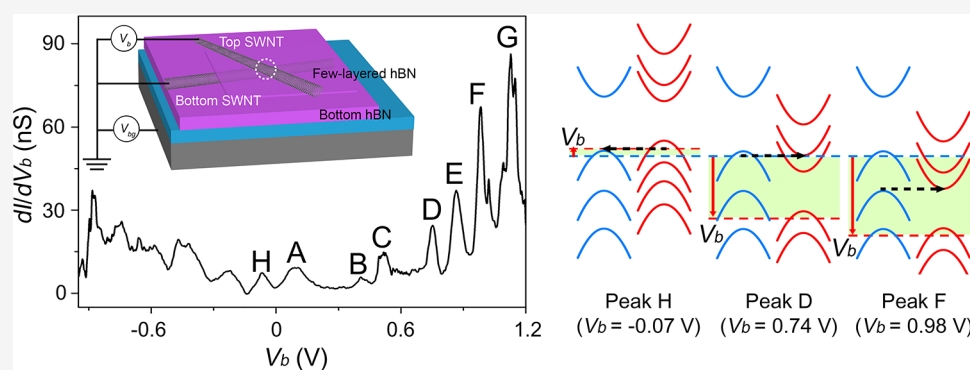 90
60
30
0
dI/dVb (nS)
-0.6
0
0.6
1.2
Vb (V)
Vb
Vbg
Top SWNT
Few-layered hBN
Bottom SWNT
Bottom hBN
H
A
B
C
D
E
F
G
Vb
Vb
Vb
Peak H
(Vb = -0.07 V)
Peak D
(Vb = 0.74 V)
Peak F
(Vb = 0.98 V)